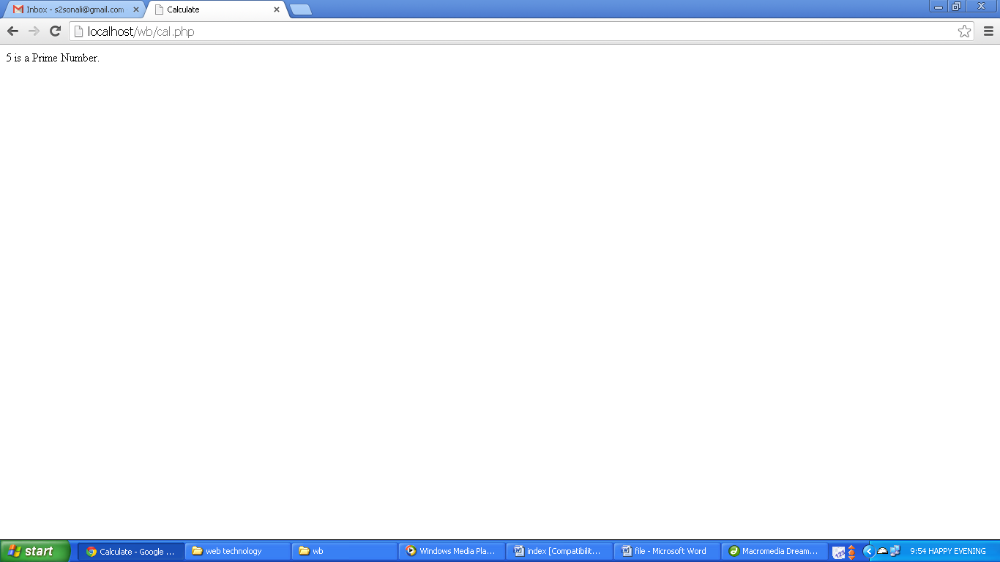 Inbox - s2sonali@gmail.com
Calculate
localhost/wb/cal.php
5 is a Prime Number.
start
Calculate - Google ...
web technology
wb
Windows Media Pla...
index [Compatibilit...
file - Microsoft Word
Macromedia Dream...
9:54 HAPPY EVENING